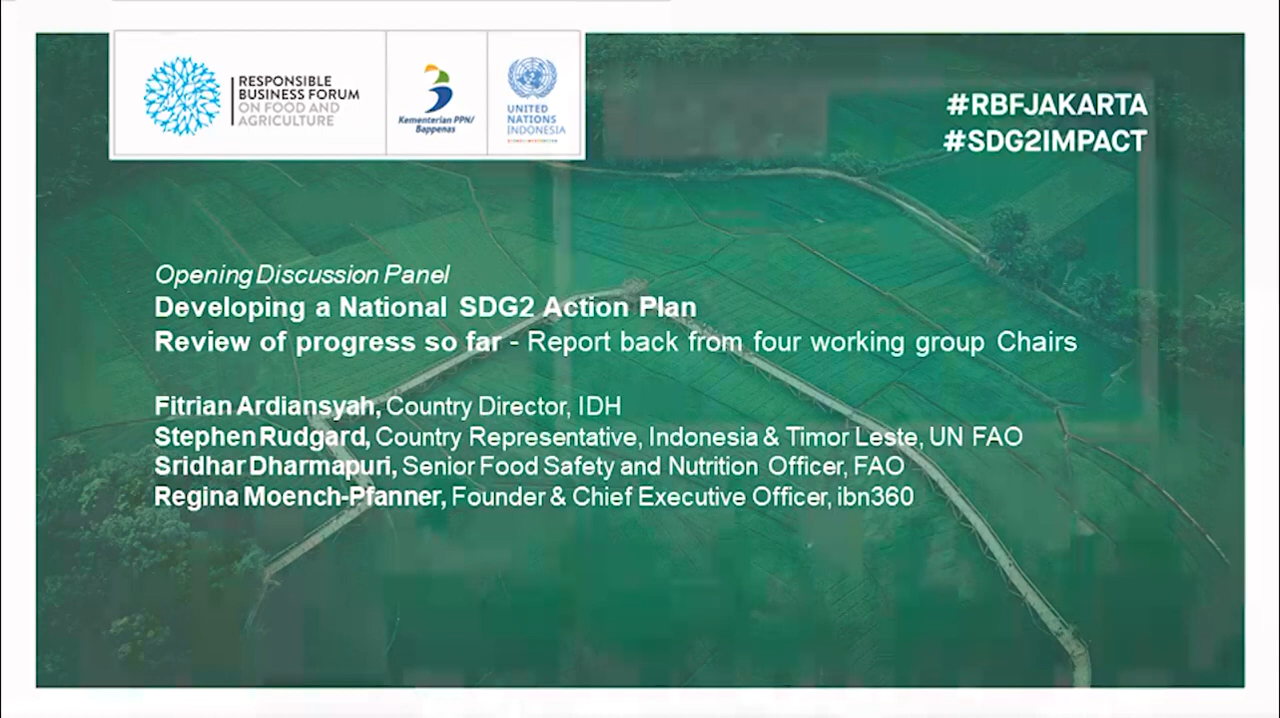 RESPONSIBLE
BUSINESS FORUM
ON FOOD AND
AGRICULTURE
Kementerian PPN/
Bappenas
UNITED
NATIONS
INDONESIA
#RBFJAKARTA
#SDG2IMPACT
Opening Discussion Panel
Developing a National SDG2 Action Plan
Review of progress so far - Report back from four working group Chairs
Fitrian Ardiansyah, Country Director, IDH
Stephen Rudgard, Country Representative, Indonesia & Timor Leste, UN FAO
Sridhar Dharmapuri, Senior Food Safety and Nutrition Officer, FAO
Regina Moench-Pfanner, Founder & Chief Executive Officer, ibn360